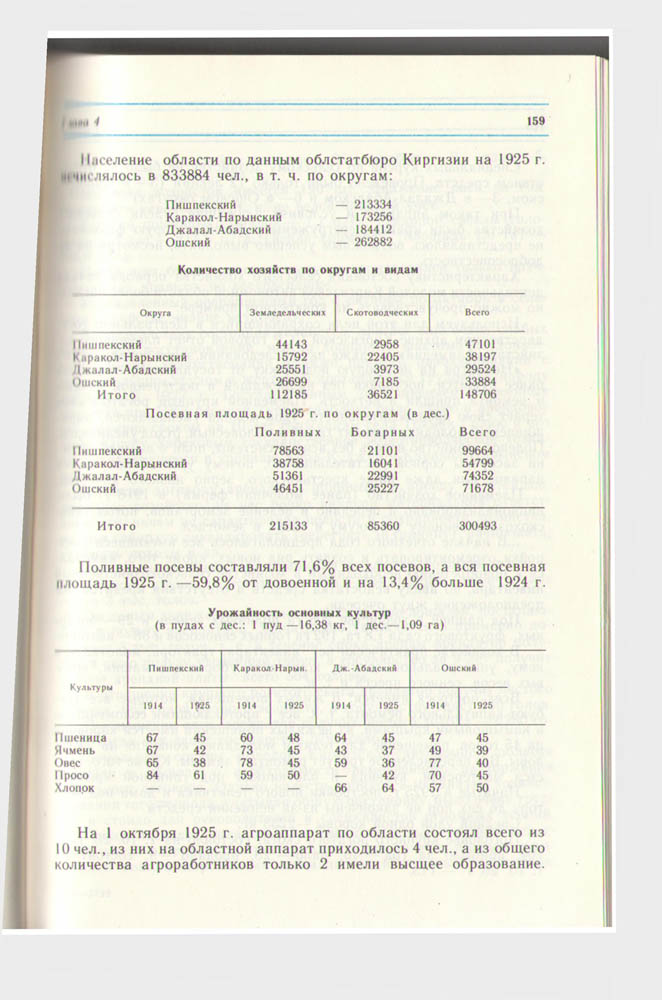 Глава 4 159
Население области по данным облстатбюро Киргизии на 1925 г.
исчислялось в 833884 чел., в т. ч. по округам:
Пишпекский — 213334
Каракол-Нарынский — 173256
Джалал-Абадский — 184412
Ошский — 262882
Количество хозяйств по округам и видам
Округа Земледельческих Скотоводческих Всего
Пишпекский 44143 2958 47101
Каракол-Нарынский 15792 22405 38197
Джалал-Абадский 25551 3973 29524
Ошский 26699 7185 33884
Итого 112185 36521 148706
Посевная площадь 1925 г. по округам (в дес.)
Поливных Богарных Всего
Пишпекский 78563 21101 99664
Каракол-Нарынский 38758 16041 54799
Джалал-Абадский 51361 22991 74352
Ошский 46451 25227 71678
Итого 215133 85360 300493
Поливные посевы составляли 71,6% всех посевов, а вся посевная
площадь 1925 г. —59,8% от довоенной и на 13,4% больше 1924 г.
Урожайность основных культур
(в пудах с дес.: 1 пуд —16,38 кг, 1 дес.—1,09 га)
Культуры Пишпекский Каракол-Нарын. Дж.-Абадский Ошский
1914 1925 1914 1925 1914 1925 1914 1925
Пшеница 67 45 60 48 64 45 47 45
Ячмень 67 42 73 45 43 37 49 39
Овес 65 38 78 45 59 36 77 40
Просо 84 61 59 50 — 42 70 45
Хлопок — — — — 66 64 57 50
На 1 октября 1925 г. агроаппарат по области состоял всего из
10 чел., из них на областной аппарат приходилось 4 чел., а из общего
количества агроработников только 2 имели высщее образование.